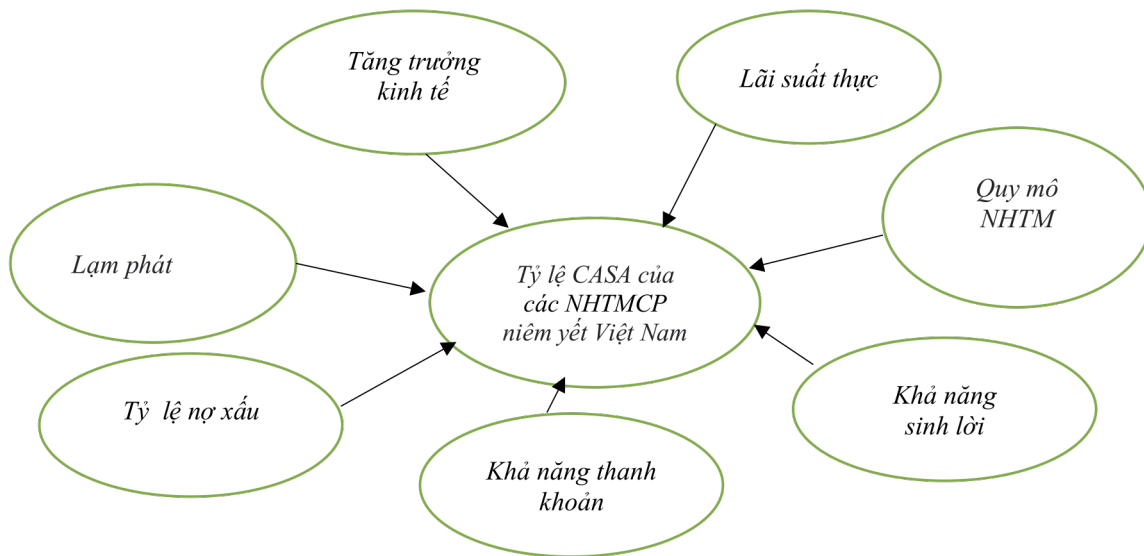 Tăng trưởng
kinh tế
Lãi suất thực
Quy mô
NHTM
Lạm phát
Tỷ lệ CASA của
các NHTMCP
niêm yết Việt Nam
Tỷ lệ nợ xấu
Khả năng
sinh lời
Khả năng thanh
khoản